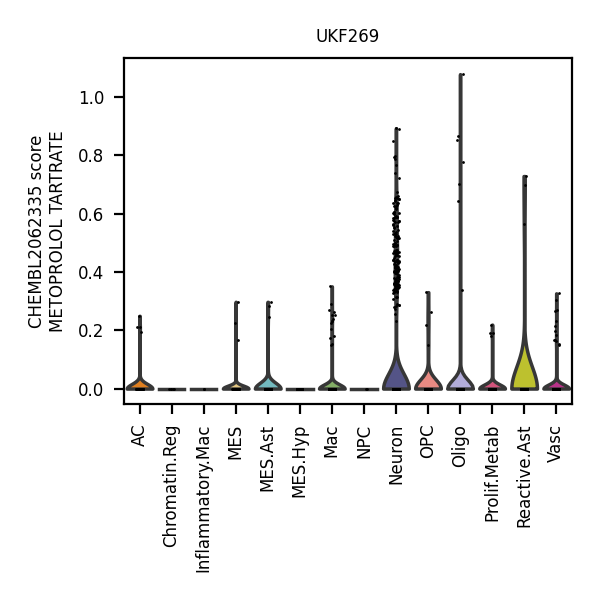 UKF269
CHEMBL2062335 score
METOPROLOL TARTRATE
1.0
0.8
0.6
0.4
0.2
0.0
AC
Chromatin.Reg
Inflammatory.Mac
MES
MES.Ast
MES.Hyp
Mac
NPC
Neuron
OPC
Oligo
Prolif.Metab
Reactive.Ast
Vasc